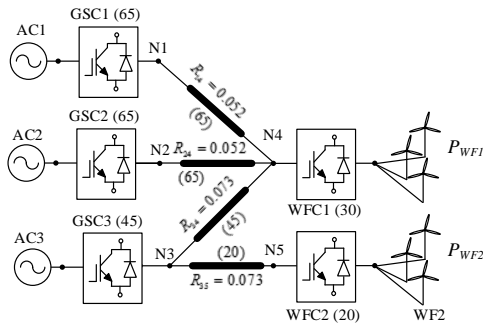 GSC1 (65)
AC1
N1
R14 = 0.052
(65)
GSC2 (65)
AC2
N2
R24 = 0.052
(65)
N4
WFC1 (30)
PWF1
R34 = 0.073
(45)
GSC3 (45)
AC3
N3
(20)
R35 = 0.073
N5
WFC2 (20)
PWF2
WF2